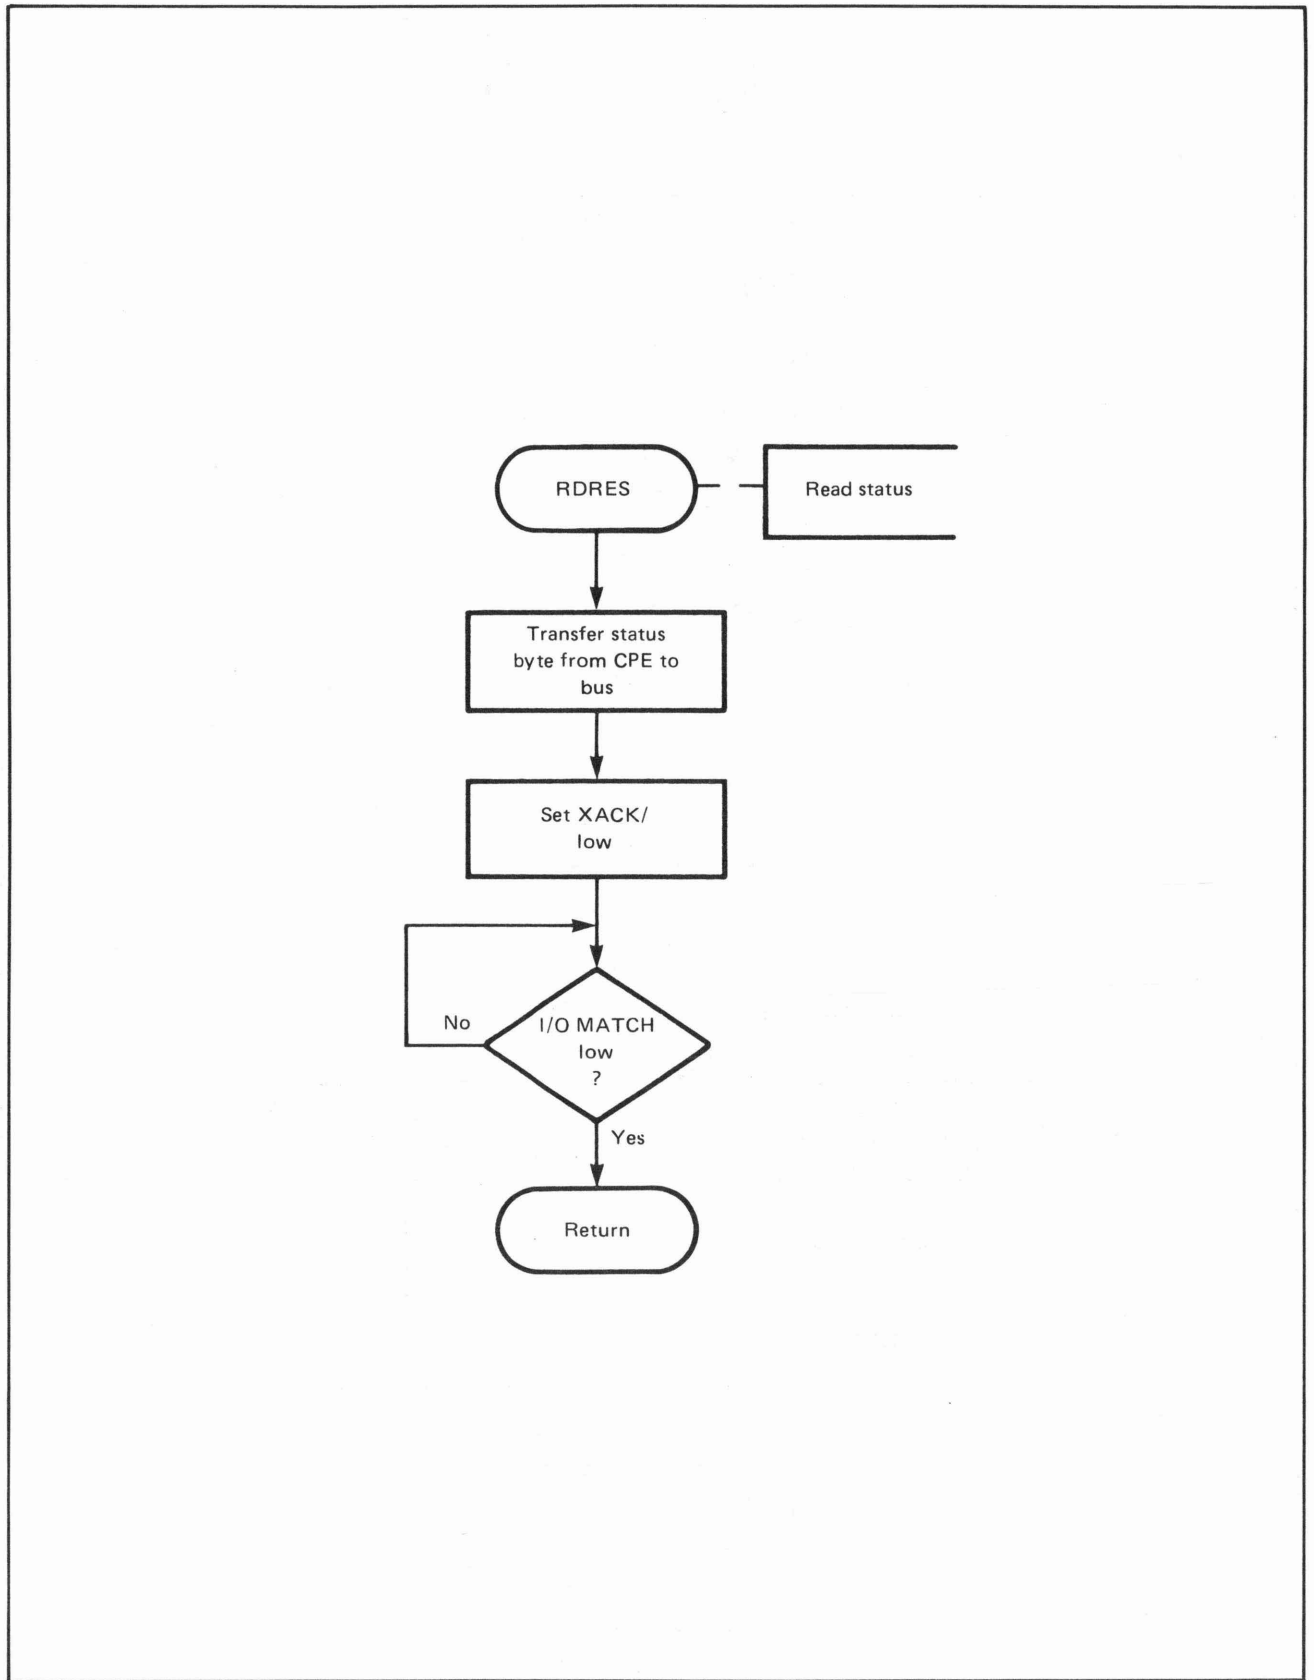 RDRES
Read status
Transfer status
byte from CPE to
bus
Set XACK/
low
No
I/O MATCH
low
?
Yes
Return